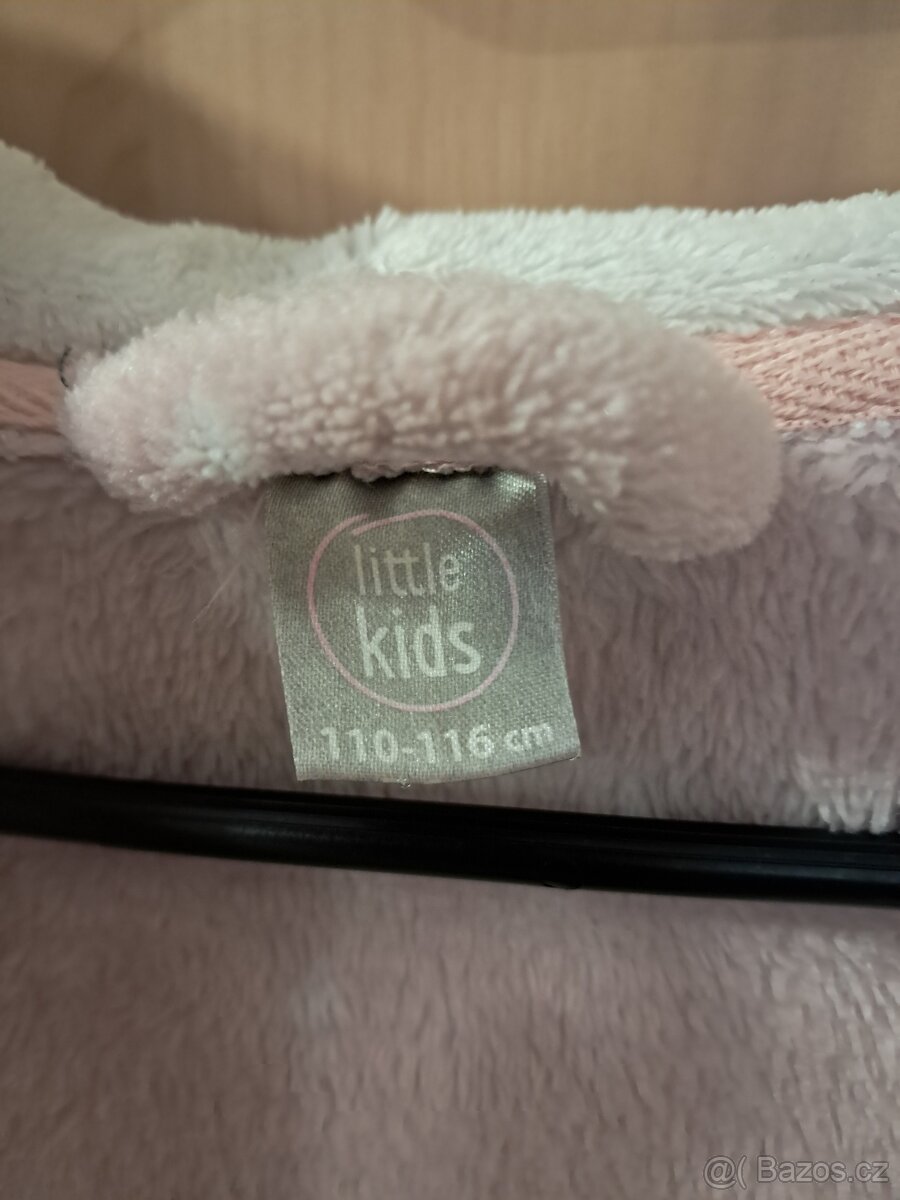 little
kids
110-116 cm
@( Bazos.cz